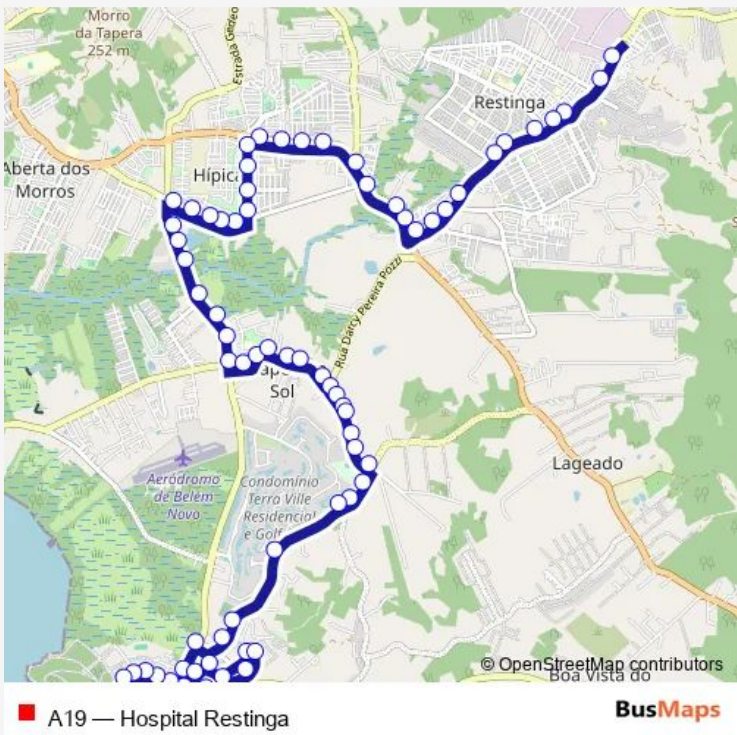 Morro
da Tapera
252 m
Estrada Gedeo
Restinga
Aberta dos
Morros
Hípica
Rua Darcy Pereira Pozzi
Sol
Lageado
Aeródromo
de Belém
Novo
Condomínio
Terra Ville
Residencial
e Golf
© OpenStreetMap contributors
Boa Vista do
A19 — Hospital Restinga
BusMaps